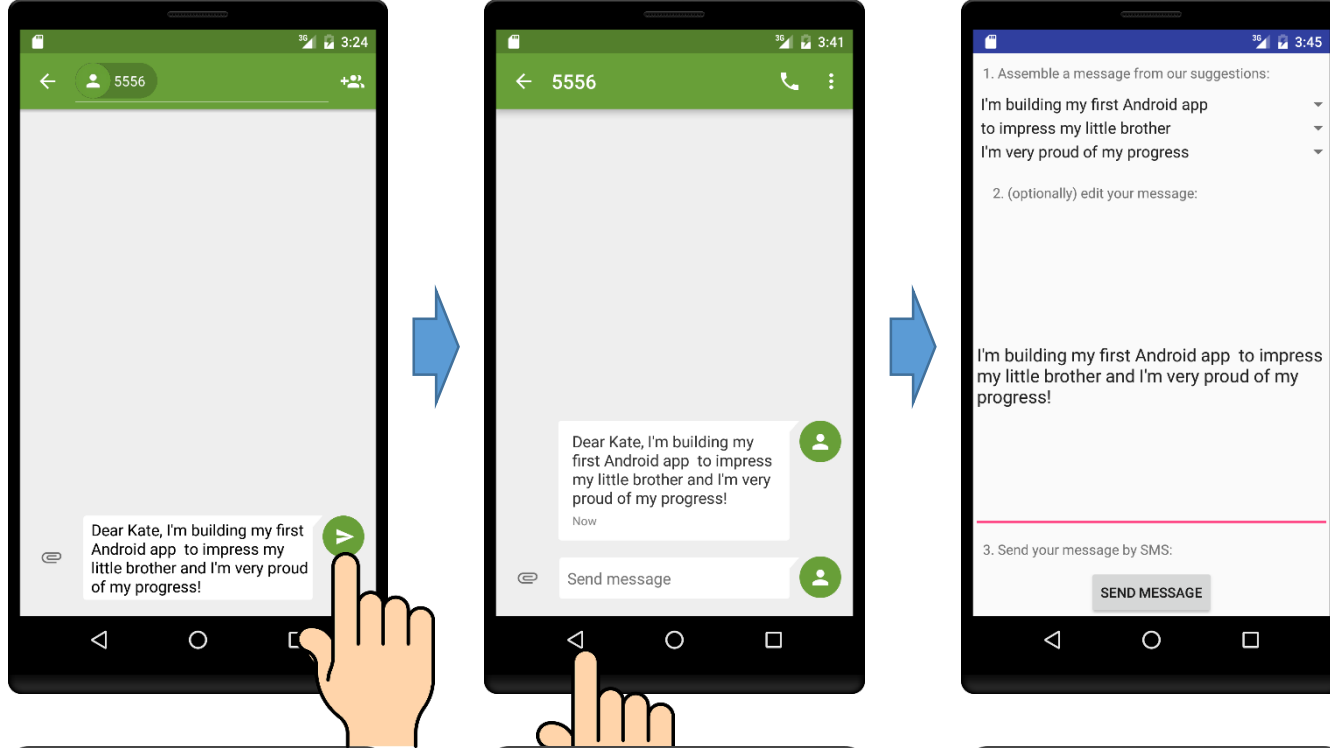 3G 3:24
5556
Dear Kate, I'm building my first
Android app  to impress my
little brother and I'm very proud
of my progress!
3G 3:41
5556
Dear Kate, I'm building my
first Android app  to impress
my little brother and I'm very
proud of my progress!
Now
Send message
3G 3:45
1. Assemble a message from our suggestions:
I'm building my first Android app
to impress my little brother
I'm very proud of my progress
2. (optionally) edit your message:
I'm building my first Android app  to impress
my little brother and I'm very proud of my
progress!
3. Send your message by SMS:
SEND MESSAGE